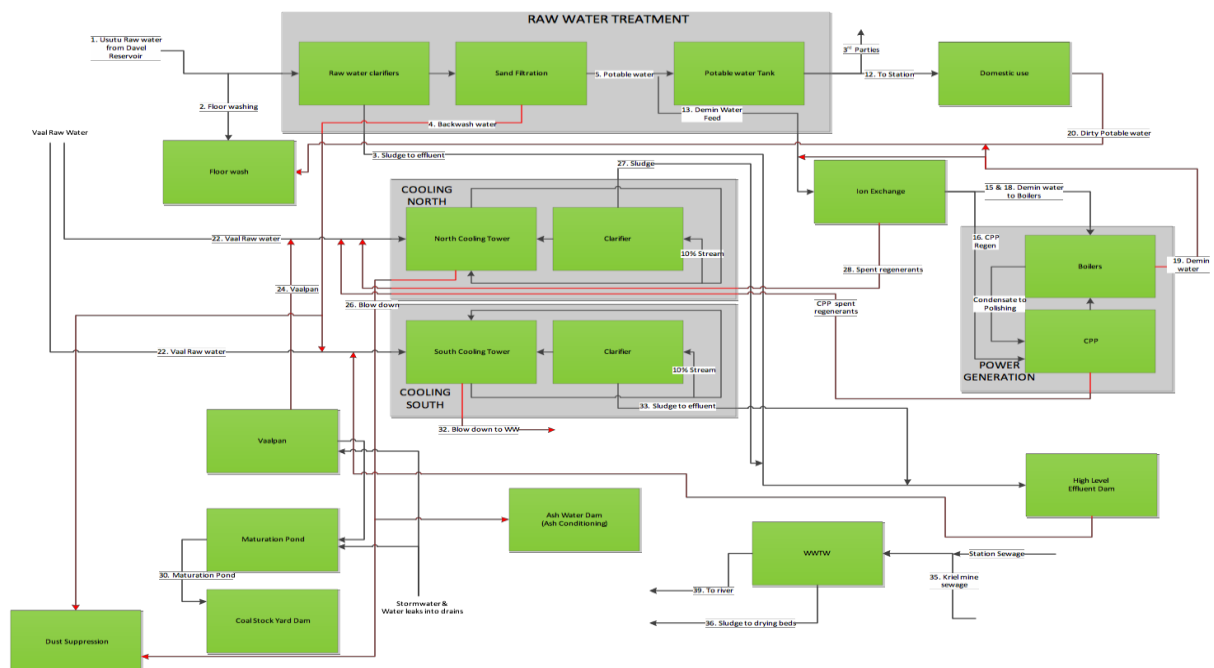 RAW WATER TREATMENT
1. Usutu Raw water
from Davel
Reservoir
Raw water clarifiers
Sand Filtration
5. Potable water
Potable water Tank
3rd Parties
12. To Station
Domestic use
2. Floor washing
13. Demin Water
Feed
4. Backwash water
20. Dirty Potable water
Vaal Raw Water
Floor wash
3. Sludge to effluent
27. Sludge
COOLING
NORTH
Ion Exchange
15 & 18. Demin water
to Boilers
North Cooling Tower
Clarifier
22. Vaal Raw water
10% Stream
16. CPP
Regen
POWER
GENERATION
Boilers
19. Demin
water
28. Spent regenerants
24. Vaalpan
26. Blow down
CPP spent
regenerants
Condensate to
Polishing
CPP
22. Vaal Raw water
South Cooling Tower
Clarifier
10% Stream
COOLING
SOUTH
33. Sludge to effluent
32. Blow down to WW
Vaalpan
High Level
Effluent Dam
Ash Water Dam
(Ash Conditioning)
Maturation Pond
WWTW
Station Sewage
30. Maturation Pond
35. Kriel mine
sewage
39. To river
Stormwater &
Water leaks into drains
Coal Stock Yard Dam
36. Sludge to drying beds
Dust Suppression